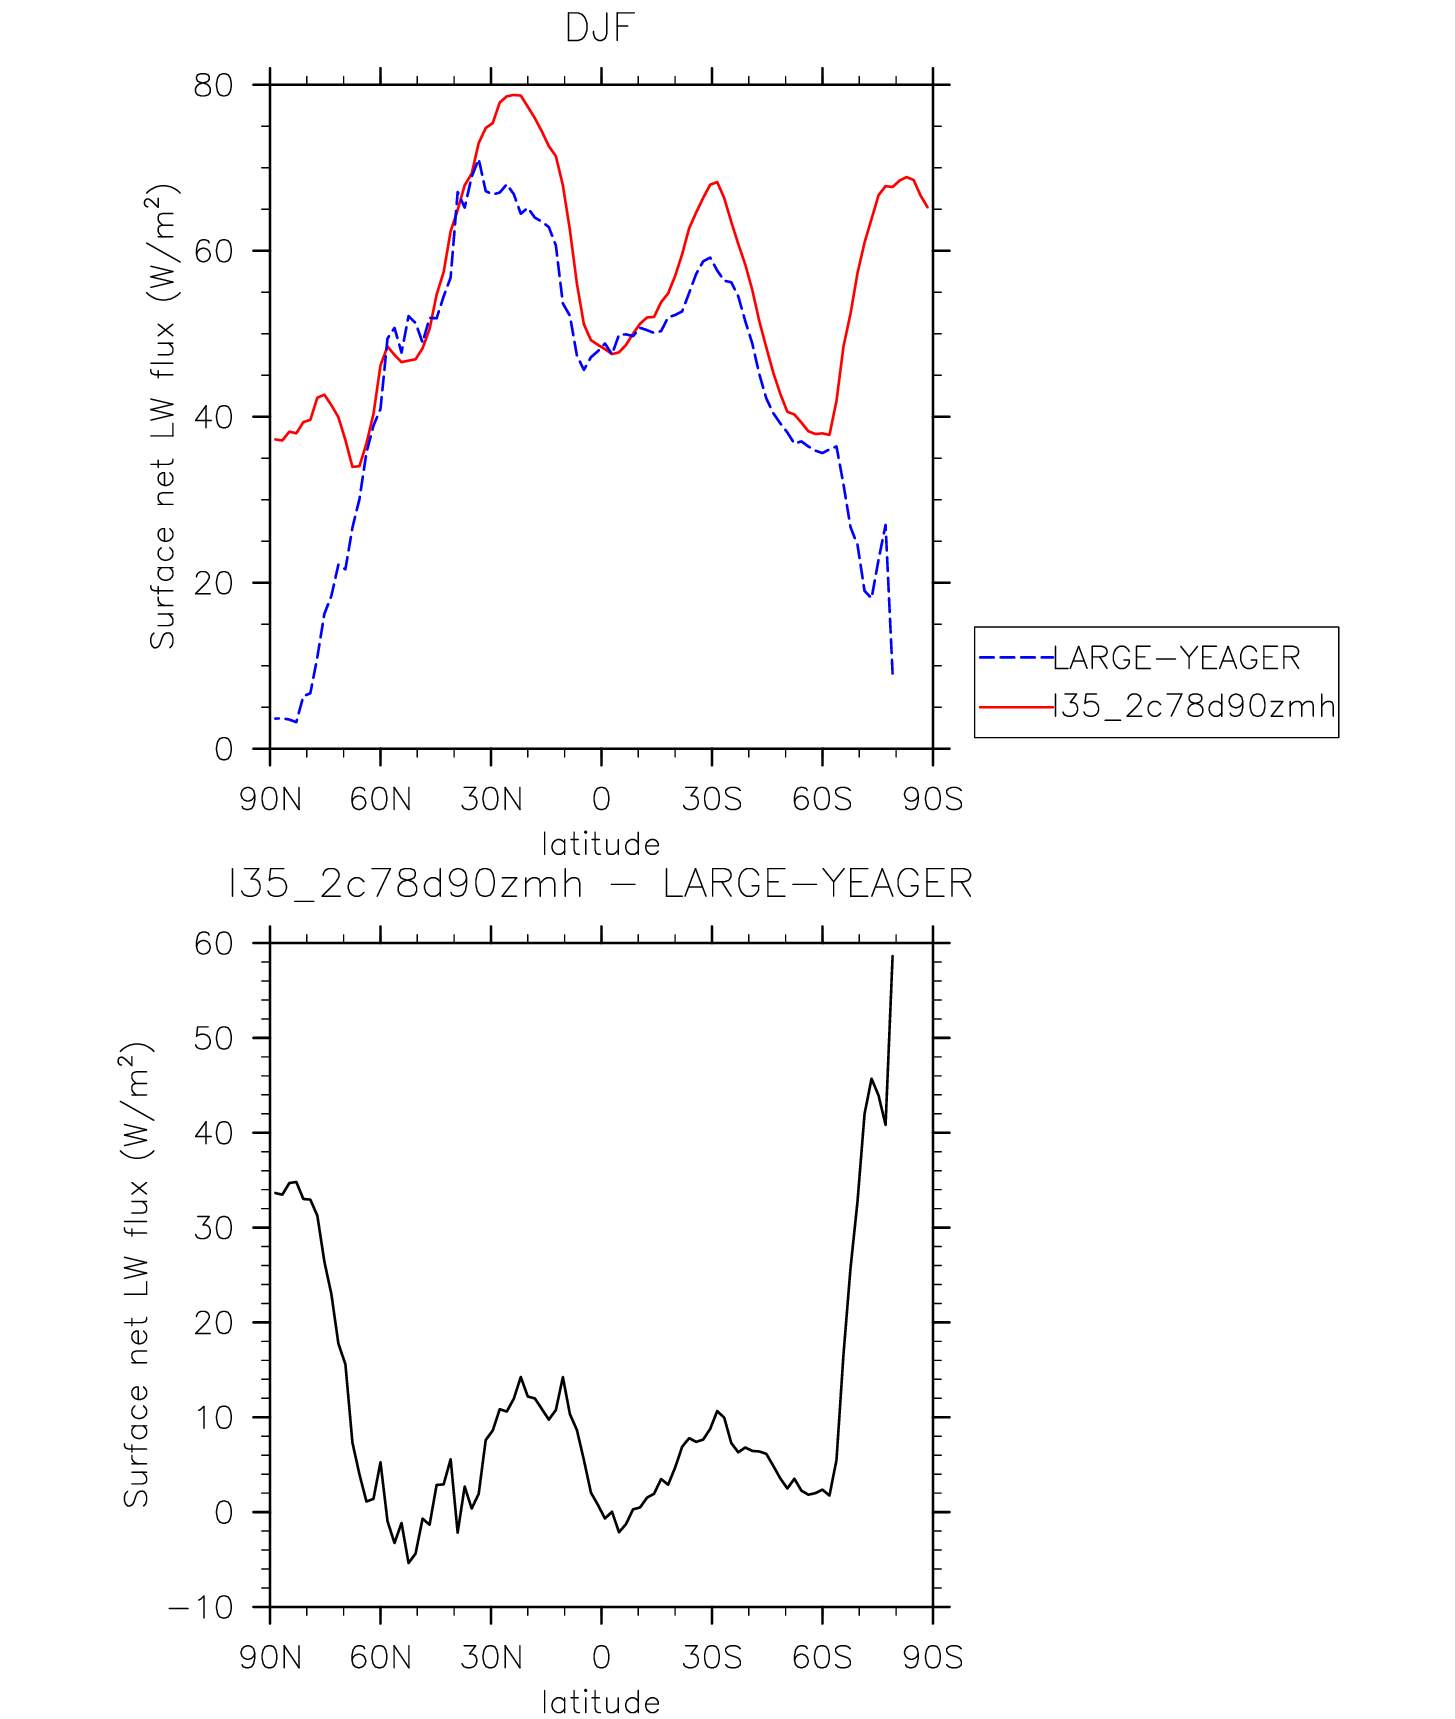 DJF
Surface net LW flux (W/m²)
80
60
40
20
0
90N 60N 30N 0 30S 60S 90S
latitude
LARGE-YEAGER
I35_2c78d90zmh
I35_2c78d90zmh - LARGE-YEAGER
Surface net LW flux (W/m²)
60
50
40
30
20
10
0
-10
90N 60N 30N 0 30S 60S 90S
latitude